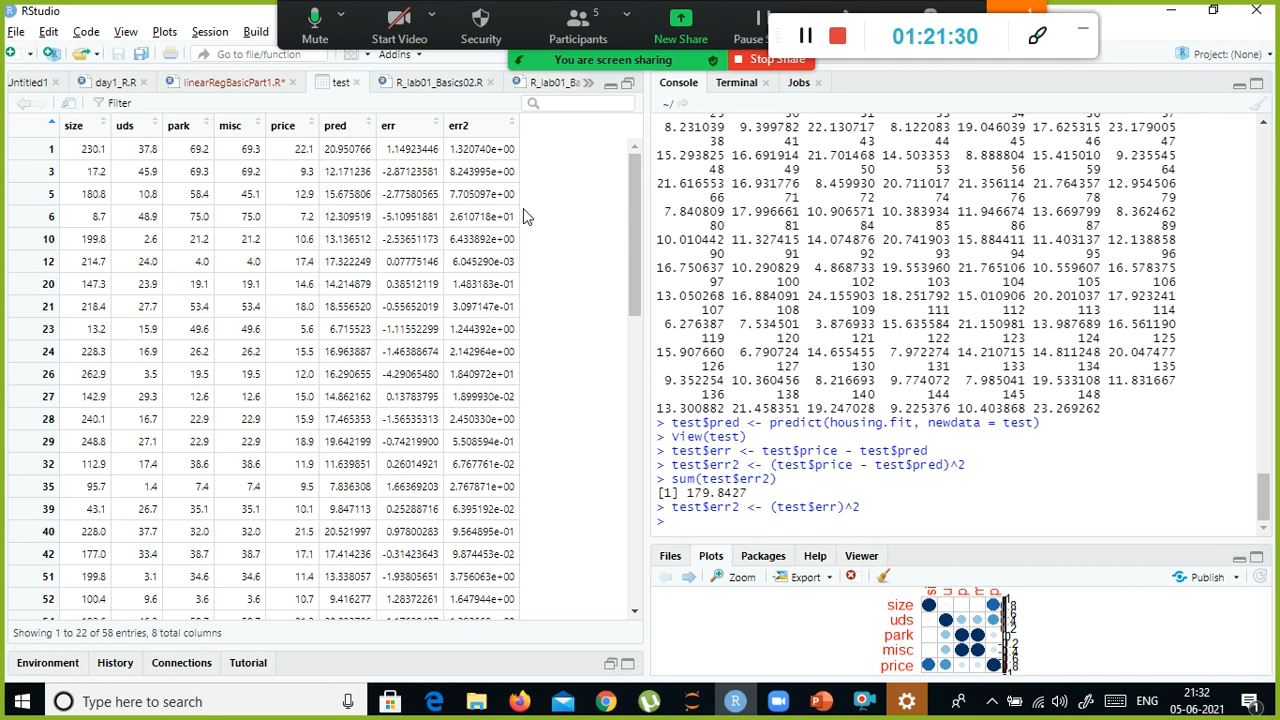 RStudio
File Edit Code View Plots Session Build
Mute Start Video Security Participants 5 New Share
01:21:30
You are screen sharing Stop Share
Go to file/function Addins Project: (None)
day1_R.R linearRegBasicPart1.R* test R_lab01_Basics02.R
Filter
size uds park misc price pred err err2
1 230.1 37.8 69.2 69.3 22.1 20.950766 1.14923446 1.320740e+00
3 17.2 45.9 69.3 69.2 9.3 12.171236 -2.87123581 8.243995e+00
5 180.8 10.8 58.4 45.1 12.9 15.675806 -2.77580565 7.705097e+00
6 8.7 48.9 75.0 75.0 7.2 12.309519 -5.10951881 2.610718e+01
10 199.8 2.6 21.2 21.2 10.6 13.136512 -2.53651173 6.433892e+00
12 214.7 24.0 4.0 4.0 17.4 17.322249 0.07775146 6.045290e-03
20 147.3 23.9 19.1 19.1 14.6 14.214879 0.38512119 1.483183e-01
21 218.4 27.7 53.4 53.4 18.0 18.556520 -0.55652019 3.097147e-01
23 13.2 15.9 49.6 49.6 5.6 6.715523 -1.11552299 1.244392e+00
24 228.3 16.9 26.2 26.2 15.5 16.963887 -1.46388674 2.142964e+00
26 262.9 3.5 19.5 19.5 12.0 16.290655 -4.29065480 1.840972e+01
27 142.9 29.3 12.6 12.6 15.0 14.862162 0.13783795 1.899930e-02
28 240.1 16.7 22.9 22.9 15.9 17.465353 -1.56535313 2.450330e+00
29 248.8 27.1 22.9 22.9 18.9 19.642199 -0.74219900 5.508594e-01
32 112.9 17.4 38.6 38.6 11.9 11.639851 0.26014921 6.767761e-02
35 95.7 1.4 7.4 7.4 9.5 7.836308 1.66369203 2.767871e+00
39 43.1 26.7 35.1 35.1 10.1 9.847113 0.25288716 6.395192e-02
40 228.0 37.7 32.0 32.0 21.5 20.521997 0.97800283 9.564895e-01
42 177.0 33.4 38.7 38.7 17.1 17.414236 -0.31423643 9.874453e-02
51 199.8 3.1 34.6 34.6 11.4 13.338057 -1.93805651 3.756063e+00
52 100.4 9.6 3.6 3.6 10.7 9.416277 1.28372261 1.647944e+00
Showing 1 to 22 of 58 entries, 8 total columns
Environment History Connections Tutorial
Console Terminal Jobs
~/
8.231039 9.399782 22.130717 8.122083 19.046039 17.625315 23.179005
38 41 43 44 45 46 47
15.293825 16.691914 21.701468 14.503353 8.888804 15.415010 9.235545
48 49 50 53 56 59 64
21.616553 16.931776 8.459930 20.711017 21.356114 21.764357 12.954506
66 71 72 74 76 78 79
7.840809 17.996661 10.906571 10.383934 11.946674 13.669799 8.362462
80 81 84 85 86 87 89
10.010442 11.327415 14.074876 20.741903 15.884411 11.403137 12.138858
90 91 92 93 94 95 96
16.750637 10.290829 4.868733 19.553960 21.765106 10.559607 16.578375
97 100 102 103 104 105 106
13.050268 16.884091 24.155903 18.251792 15.010906 20.201037 17.923241
107 108 109 110 111 112 113 114
6.276387 7.534501 3.876933 15.635584 21.150981 13.987689 16.561190
119 120 121 122 123 124 125
15.907660 6.790724 14.655455 7.972274 14.210715 14.811248 20.047477
126 127 130 131 133 134 135
9.352254 10.360456 8.216693 9.774072 7.985041 19.533108 11.831667
136 138 140 144 145 148
13.300882 21.458351 19.247028 9.225376 10.403868 23.269262
> test$pred <- predict(housing.fit, newdata = test)
> View(test)
> test$err <- test$price - test$pred
> test$err2 <- (test$price - test$pred)^2
> sum(test$err2)
[1] 179.8427
> test$err2 <- (test$err)^2
>
Files Plots Packages Help Viewer
Zoom Export Publish
size
uds
park
misc
price
Type here to search
ENG
21:32
05-06-2021